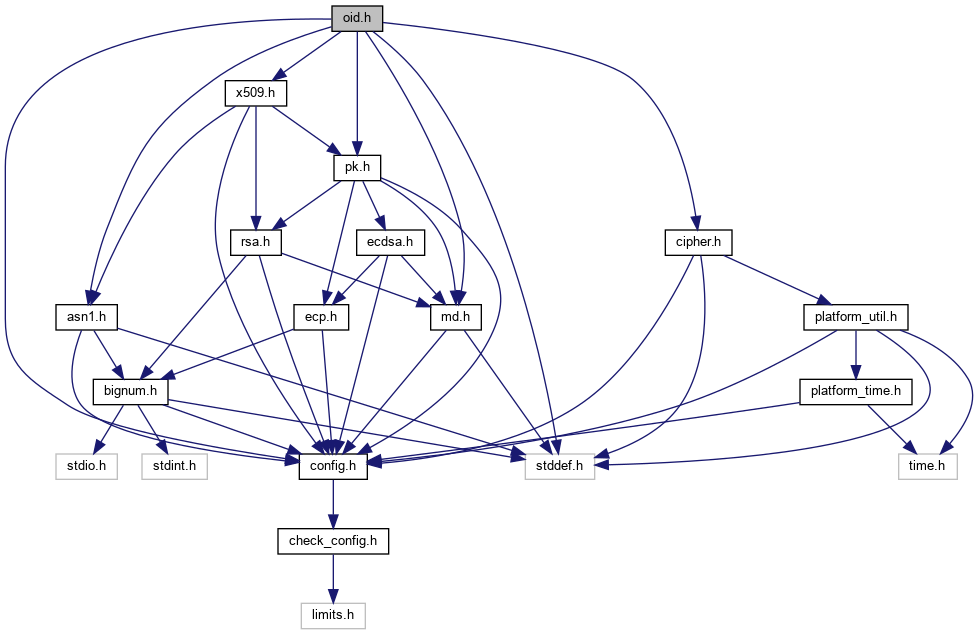 oid.h
x509.h
pk.h
rsa.h
ecdsa.h
cipher.h
asn1.h
ecp.h
md.h
platform_util.h
bignum.h
platform_time.h
stdio.h
stdint.h
config.h
stddef.h
time.h
check_config.h
limits.h